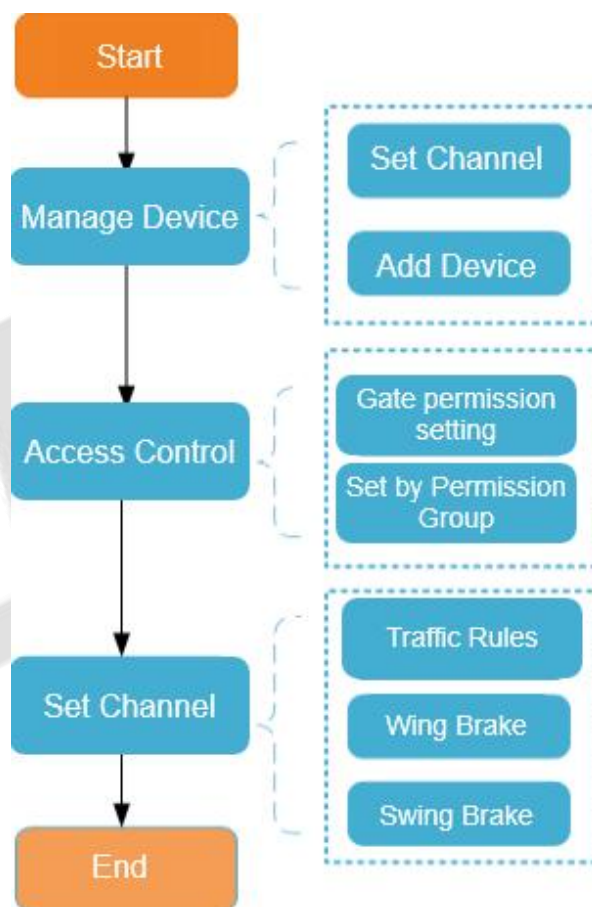 Start
Manage Device
Set Channel
Add Device
Access Control
Gate permission
setting
Set by Permission
Group
Set Channel
Traffic Rules
Wing Brake
Swing Brake
End